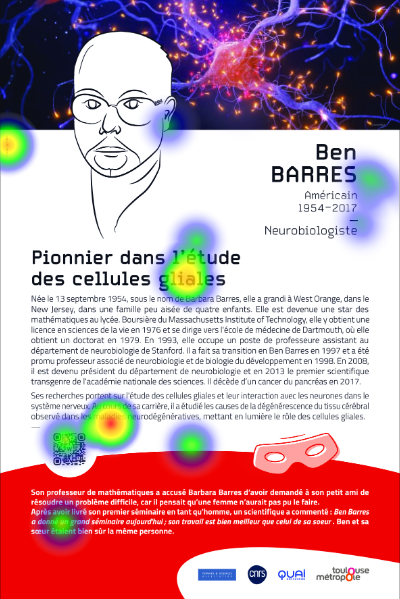 Ben
BARRES
Américain
1954–2017
—
Neurobiologiste
Pionnier dans l'étude
des cellules gliales
Née le 13 septembre 1954, sous le nom de Barbara Barres, elle a grandi à West Orange, dans le
New Jersey, dans une famille peu aisée de quatre enfants. Elle est devenue une star des
mathématiques au lycée. Boursière du Massachusetts Institute of Technology, elle y obtient une
licence en sciences de la vie en 1976 et se dirige vers l'école de médecine de Dartmouth, où elle
obtient un doctorat en 1979. En 1993, elle occupe un poste de professeure assistant au
département de neurobiologie de Stanford. Il a fait sa transition en Ben Barres en 1997 et a été
promu professeur associé de neurobiologie et de biologie du développement en 1998. En 2008,
il est devenu président du département de neurobiologie et en 2013 le premier scientifique
transgenre de l'académie nationale des sciences. Il décède d'un cancer du pancréas en 2017.
Ses recherches portent sur l'étude des cellules gliales et leur interaction avec les neurones dans le
système nerveux. Au cours de sa carrière, il a étudié les causes de la dégénérescence du tissu cérébral
observé dans les maladies neurodégénératives, mettant en lumière le rôle des cellules gliales.
—
Son professeur de mathématiques a accusé Barbara Barres d'avoir demandé à son petit ami de
résoudre un problème difficile, car il pensait qu'une femme n'aurait pas pu le faire.
Après avoir livré son premier séminaire en tant qu'homme, un scientifique a commenté : Ben Barres
a donné un grand séminaire aujourd'hui ; son travail est bien meilleur que celui de sa soeur . Ben et sa
sœur étaient bien sûr la même personne.
cnrs
QUAI
toulouse
métropole